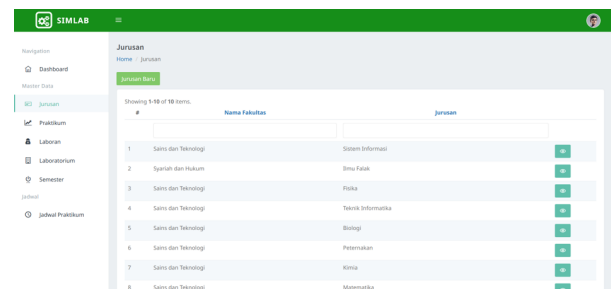 SIMLAB
Navigation
Dashboard
Master Data
Jurusan
Praktikum
Laboran
Laboratorium
Semester
Jadwal
Jadwal Praktikum
Jurusan
Home / Jurusan
Jurusan Baru
Showing 1-10 of 10 items.
# Nama Fakultas Jurusan
1 Sains dan Teknologi Sistem Informasi
2 Syariah dan Hukum Ilmu Falak
3 Sains dan Teknologi Fisika
4 Sains dan Teknologi Teknik Informatika
5 Sains dan Teknologi Biologi
6 Sains dan Teknologi Peternakan
7 Sains dan Teknologi Kimia
8 Sains dan Teknologi Matematika